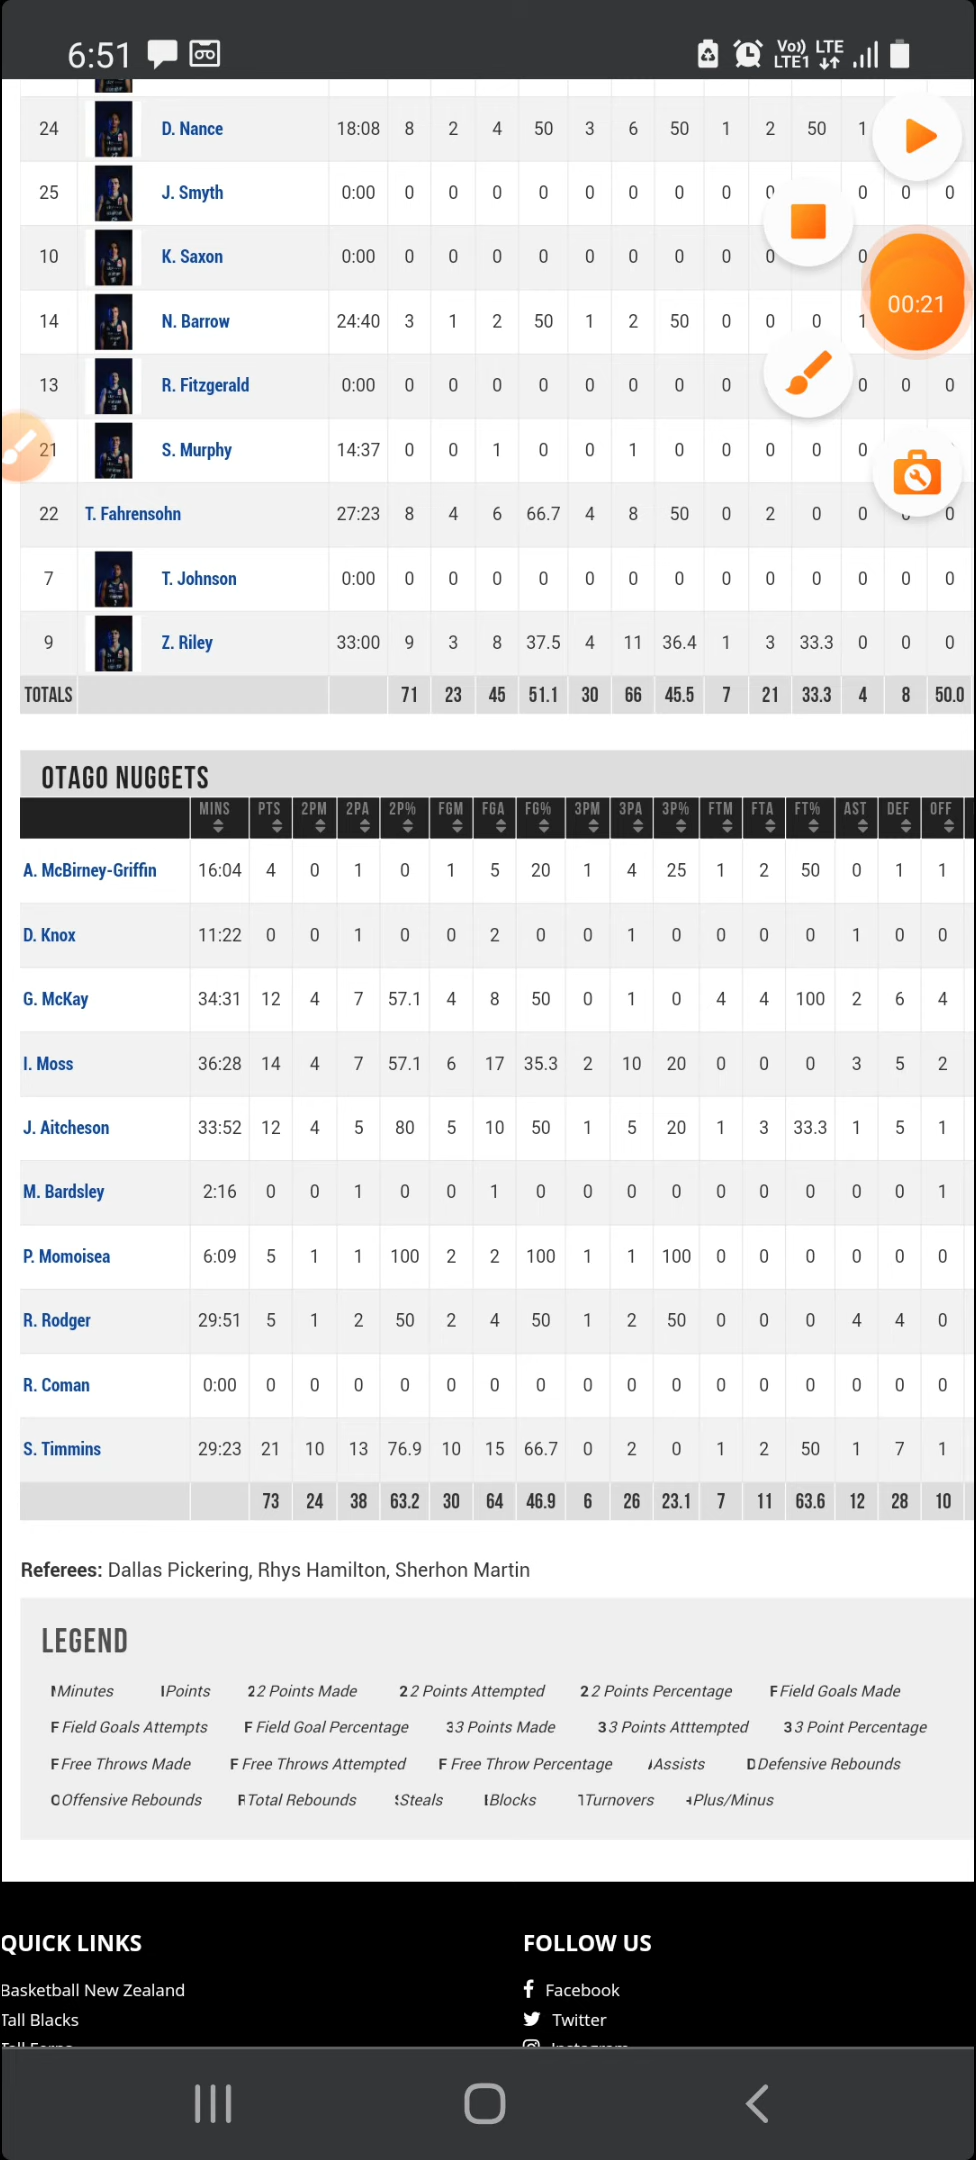 6:51 Vo)) LTE1 LTE
24 D. Nance 18:08 8 2 4 50 3 6 50 1 2 50 1
25 J. Smyth 0:00 0 0 0 0 0 0 0 0 0 0 0 0
10 K. Saxon 0:00 0 0 0 0 0 0 0 0 0 0
14 N. Barrow 24:40 3 1 2 50 1 2 50 0 0 0 1
13 R. Fitzgerald 0:00 0 0 0 0 0 0 0 0 0 0 0
21 S. Murphy 14:37 0 0 1 0 0 1 0 0 0 0 0
22 T. Fahrensohn 27:23 8 4 6 66.7 4 8 50 0 2 0 0 0 0
7 T. Johnson 0:00 0 0 0 0 0 0 0 0 0 0 0 0 0
9 Z. Riley 33:00 9 3 8 37.5 4 11 36.4 1 3 33.3 0 0 0
TOTALS 71 23 45 51.1 30 66 45.5 7 21 33.3 4 8 50.0
00:21
OTAGO NUGGETS
MINS PTS 2PM 2PA 2P% FGM FGA FG% 3PM 3PA 3P% FTM FTA FT% AST DEF OFF
A. McBirney-Griffin 16:04 4 0 1 0 1 5 20 1 4 25 1 2 50 0 1 1
D. Knox 11:22 0 0 1 0 0 2 0 0 1 0 0 0 0 1 0 0
G. McKay 34:31 12 4 7 57.1 4 8 50 0 1 0 4 4 100 2 6 4
I. Moss 36:28 14 4 7 57.1 6 17 35.3 2 10 20 0 0 0 3 5 2
J. Aitcheson 33:52 12 4 5 80 5 10 50 1 5 20 1 3 33.3 1 5 1
M. Bardsley 2:16 0 0 1 0 0 1 0 0 0 0 0 0 0 0 0 1
P. Momoisea 6:09 5 1 1 100 2 2 100 1 1 100 0 0 0 0 0 0
R. Rodger 29:51 5 1 2 50 2 4 50 1 2 50 0 0 0 4 4 0
R. Coman 0:00 0 0 0 0 0 0 0 0 0 0 0 0 0 0 0 0
S. Timmins 29:23 21 10 13 76.9 10 15 66.7 0 2 0 1 2 50 1 7 1
73 24 38 63.2 30 64 46.9 6 26 23.1 7 11 63.6 12 28 10
Referees: Dallas Pickering, Rhys Hamilton, Sherhon Martin
LEGEND
Minutes Points 2 2 Points Made 2 2 Points Attempted 2 2 Points Percentage F Field Goals Made
F Field Goals Attempts F Field Goal Percentage 3 3 Points Made 3 3 Points Atttempted 3 3 Point Percentage
F Free Throws Made F Free Throws Attempted F Free Throw Percentage Assists D Defensive Rebounds
Offensive Rebounds Total Rebounds Steals Blocks Turnovers Plus/Minus
QUICK LINKS FOLLOW US
Basketball New Zealand Facebook
Tall Blacks Twitter
Tall Ferns Instagram